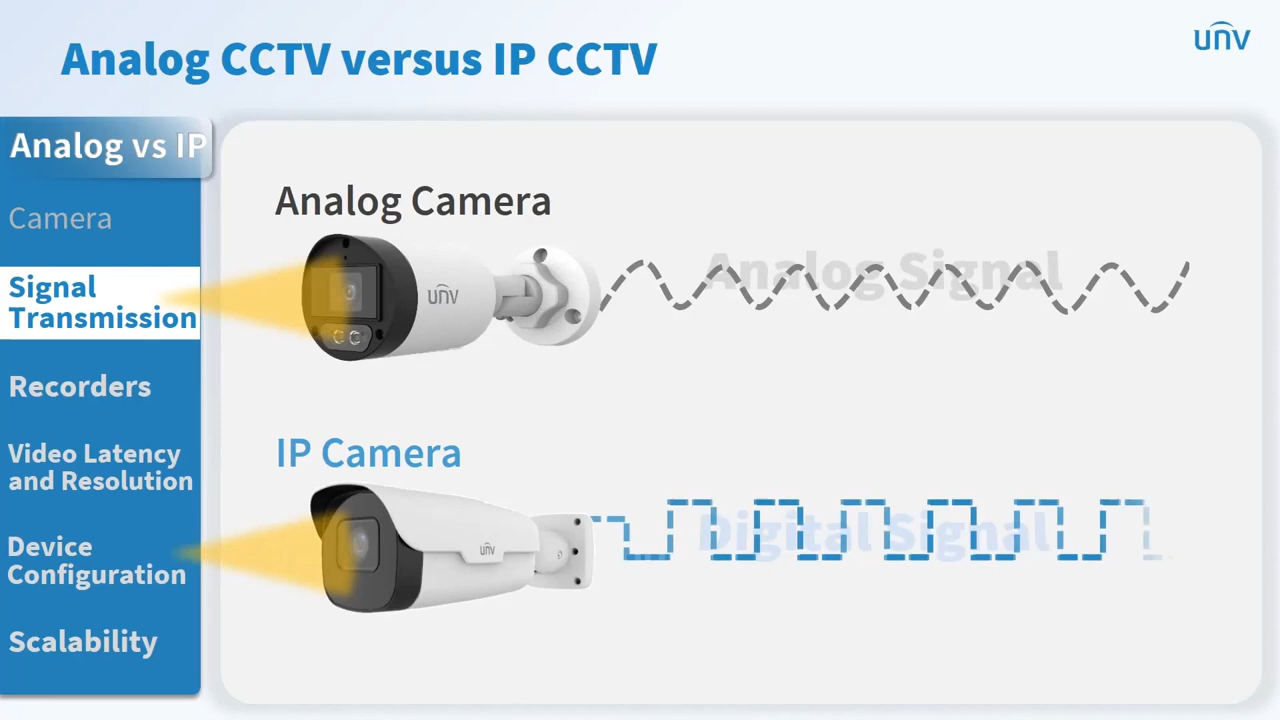 Analog CCTV versus IP CCTV
unv
Analog vs IP
Camera
Signal
Transmission
Recorders
Video Latency
and Resolution
Device
Configuration
Scalability
Analog Camera
unv
Analog Signal
IP Camera
unv
Digital Signal